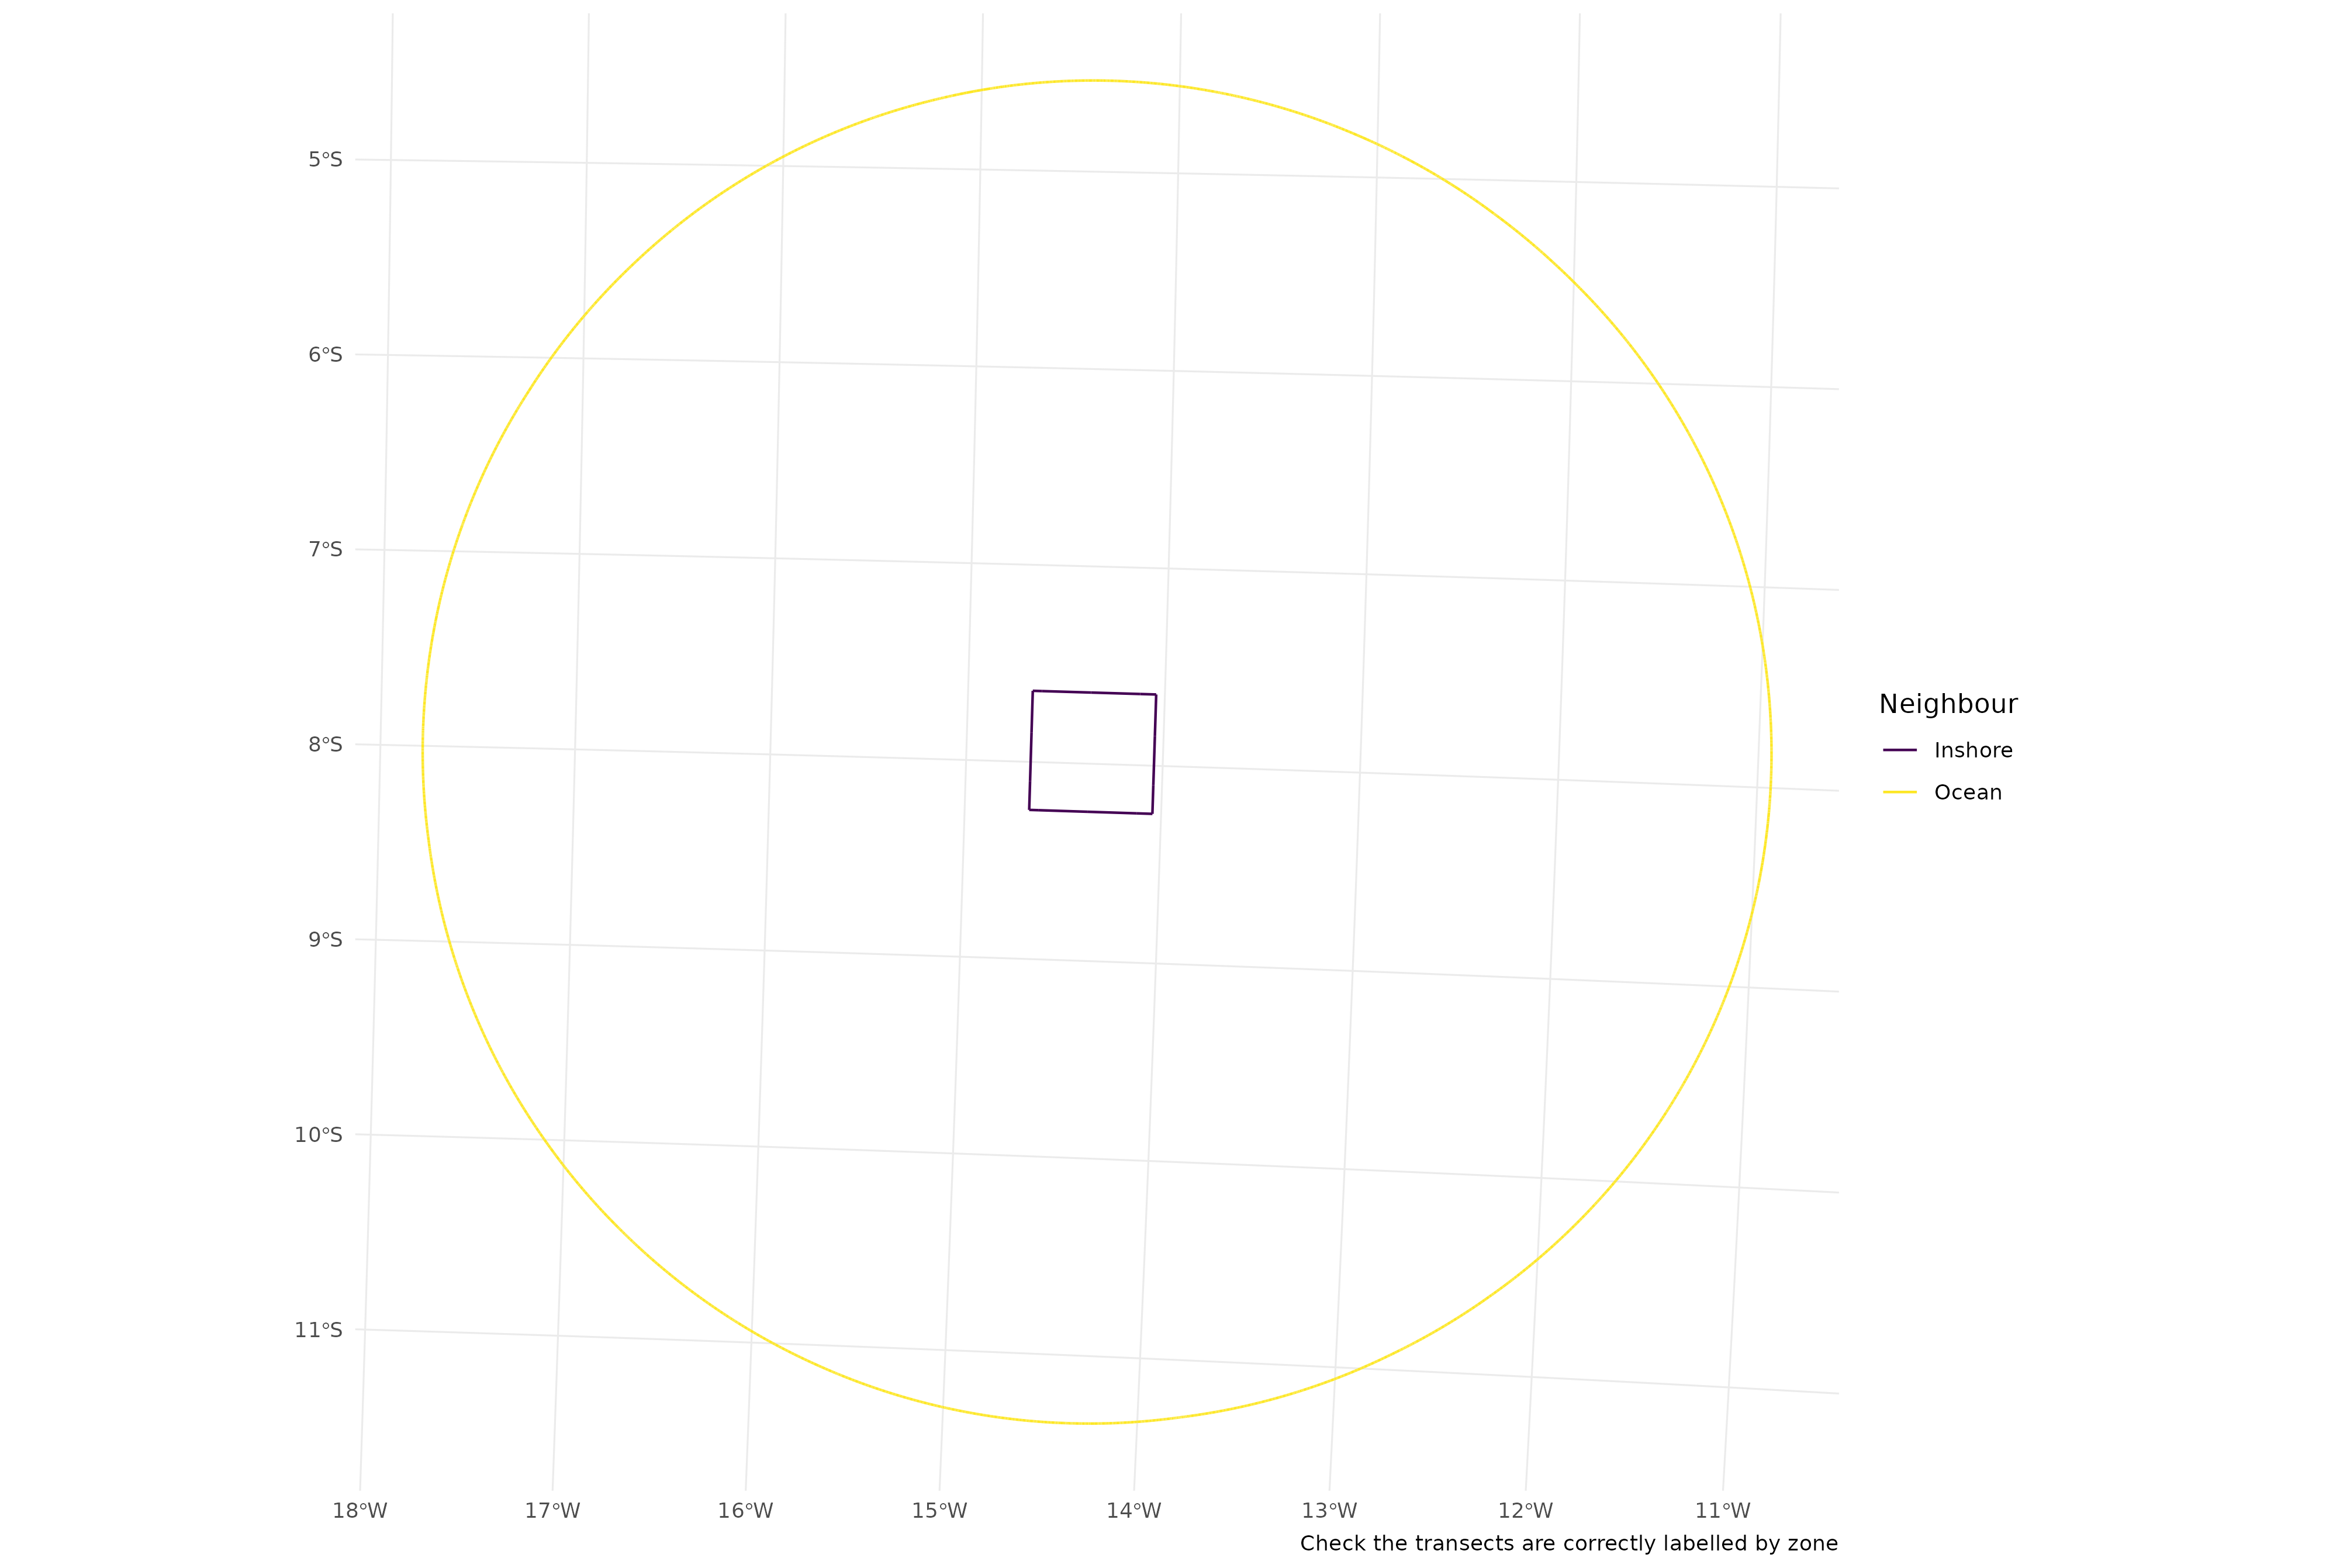 5°S
6°S
7°S
8°S
9°S
10°S
11°S
18°W 17°W 16°W 15°W 14°W 13°W 12°W 11°W
Neighbour
Inshore
Ocean
Check the transects are correctly labelled by zone